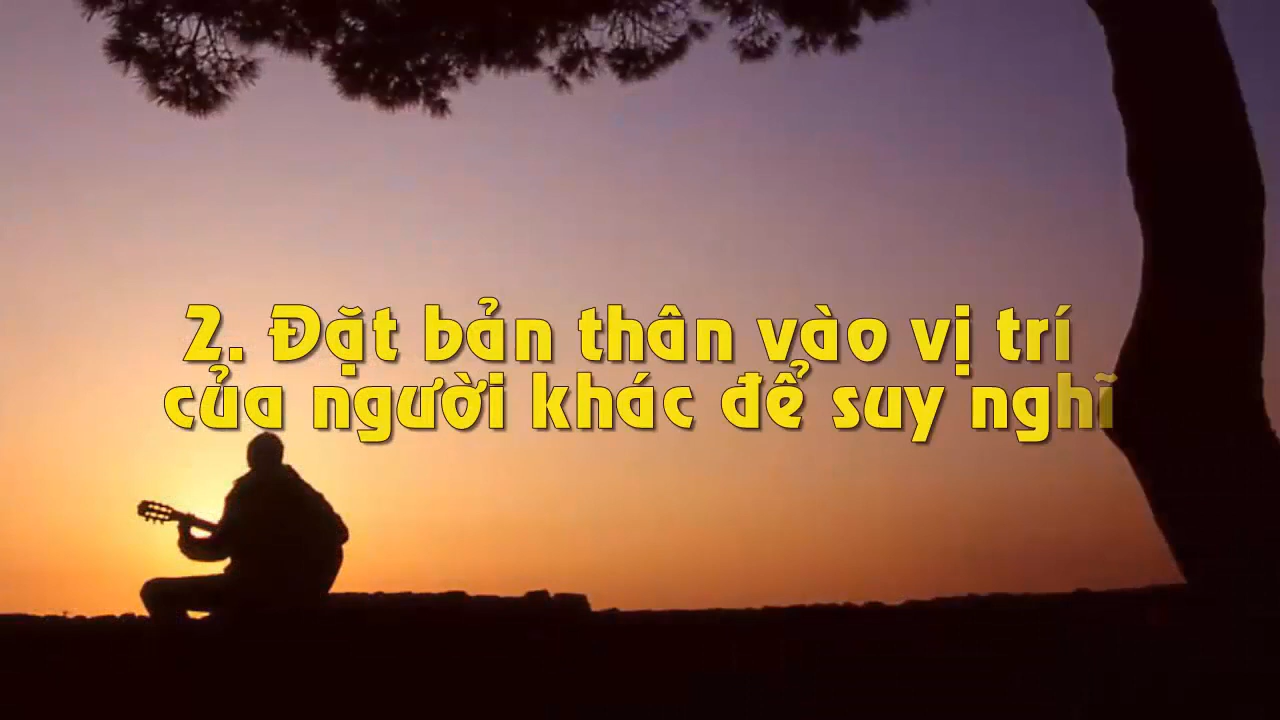 2. Đặt bản thân vào vị trí
của người khác để suy nghĩ